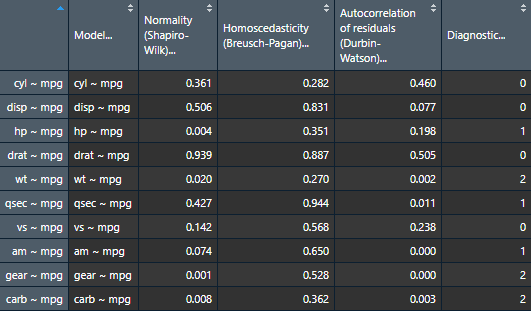 Model... Normality (Shapiro-Wilk)... Homoscedasticity (Breusch-Pagan)... Autocorrelation of residuals (Durbin-Watson)... Diagnostic...
cyl ~ mpg cyl ~ mpg 0.361 0.282 0.460 0
disp ~ mpg disp ~ mpg 0.506 0.831 0.077 0
hp ~ mpg hp ~ mpg 0.004 0.351 0.198 1
drat ~ mpg drat ~ mpg 0.939 0.887 0.505 0
wt ~ mpg wt ~ mpg 0.020 0.270 0.002 2
qsec ~ mpg qsec ~ mpg 0.427 0.944 0.011 1
vs ~ mpg vs ~ mpg 0.142 0.568 0.238 0
am ~ mpg am ~ mpg 0.074 0.650 0.000 1
gear ~ mpg gear ~ mpg 0.001 0.528 0.000 2
carb ~ mpg carb ~ mpg 0.008 0.362 0.003 2